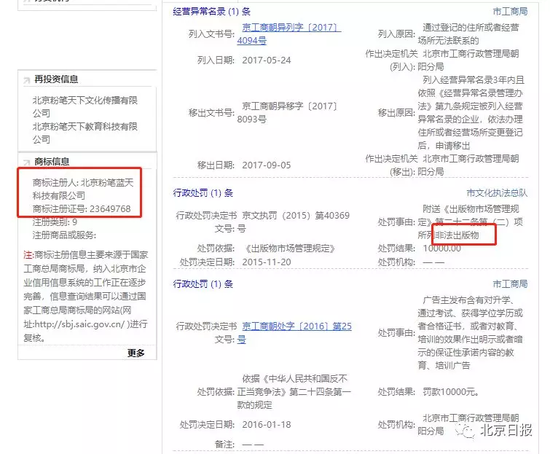 再投资信息
北京粉笔天下文化传播有限
公司
北京粉笔天下教育科技有限
公司
商标信息
商标注册人: 北京粉笔蓝天
科技有限公司
商标注册证号: 23649768
注册类别: 9
注册商品或服务:
注:商标注册信息主要来源于国家
工商总局商标局，纳入北京市企
业信用信息系统的工作正在逐步
完善，信息查询结果可以通过国
家工商总局商标局的网站(网
址:http://sbj.saic.gov.cn/ )进行
复核。
更多
经营异常名录 (1) 条
市工商局
列入文书号: 京工商朝异列字［2017］
4094号
列入原因: 通过登记的住所或者经营
场所无法联系的
列入日期: 2017-05-24
作出决定机关
(列入): 北京市工商行政管理局朝
阳分局
移出文书号: 京工商朝异移字［2017］
8093号
移出原因: 列入经营异常名录3年内且
依照《经营异常名录管理办
法》第九条规定被列入经营
异常名录的企业，依法办理
住所或者经营场所变更登记
后，申请移出
移出日期: 2017-09-05
作出决定机关
(移出): 北京市工商行政管理局朝
阳分局
行政处罚 (1) 条
市文化执法总队
行政处罚决定书
文号: 京文执罚（2015）第40369
号
处罚事由: 附送《出版物市场管理规
定》第二十二条第（二）项
所列非法出版物
处罚依据: 《出版物市场管理规定》
处罚结果: 10000.00
处罚决定日期: 2015-11-20
处罚机构: — —
行政处罚 (1) 条
市工商局
行政处罚决定书
文号: 京工商朝处字［2016］第25
号
处罚事由: 广告主发布含有对升学、
通过考试、获得学位学历或
者合格证书，或者对教育、
培训的效果作出明示或者暗
示的保证性承诺内容的教
育、培训广告
处罚依据: 依据《中华人民共和国反不
正当竞争法》第二十四条第一
款的规定
处罚结果: 罚款10000元。
处罚决定日期: 2016-01-18
处罚机构: 北京市工商行政管理局朝
阳分局
备注: — —
北京日报